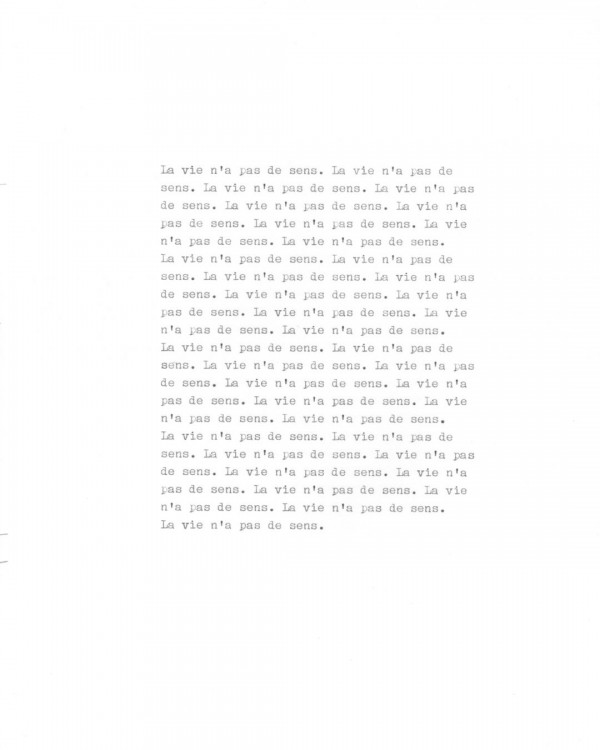 La vie n'a pas de sens. La vie n'a pas de
sens. La vie n'a pas de sens. La vie n'a pas
de sens. La vie n'a pas de sens. La vie n'a
pas de sens. La vie n'a pas de sens. La vie
n'a pas de sens. La vie n'a pas de sens.
La vie n'a pas de sens. La vie n'a pas de
sens. La vie n'a pas de sens. La vie n'a pas
de sens. La vie n'a pas de sens. La vie n'a
pas de sens. La vie n'a pas de sens. La vie
n'a pas de sens. La vie n'a pas de sens.
La vie n'a pas de sens. La vie n'a pas de
sens. La vie n'a pas de sens. La vie n'a pas
de sens. La vie n'a pas de sens. La vie n'a
pas de sens. La vie n'a pas de sens. La vie
n'a pas de sens. La vie n'a pas de sens.
La vie n'a pas de sens. La vie n'a pas de
sens. La vie n'a pas de sens. La vie n'a pas
de sens. La vie n'a pas de sens. La vie n'a
pas de sens. La vie n'a pas de sens. La vie
n'a pas de sens. La vie n'a pas de sens.
La vie n'a pas de sens.